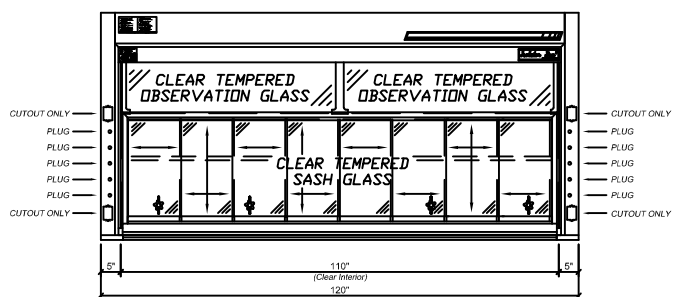 CLEAR TEMPERED
OBSERVATION GLASS
CLEAR TEMPERED
OBSERVATION GLASS
CUTOUT ONLY
PLUG
PLUG
PLUG
PLUG
PLUG
CUTOUT ONLY
CLEAR TEMPERED
SASH GLASS
CUTOUT ONLY
PLUG
PLUG
PLUG
PLUG
PLUG
CUTOUT ONLY
5"
110"
5"
(Clear Interior)
120"